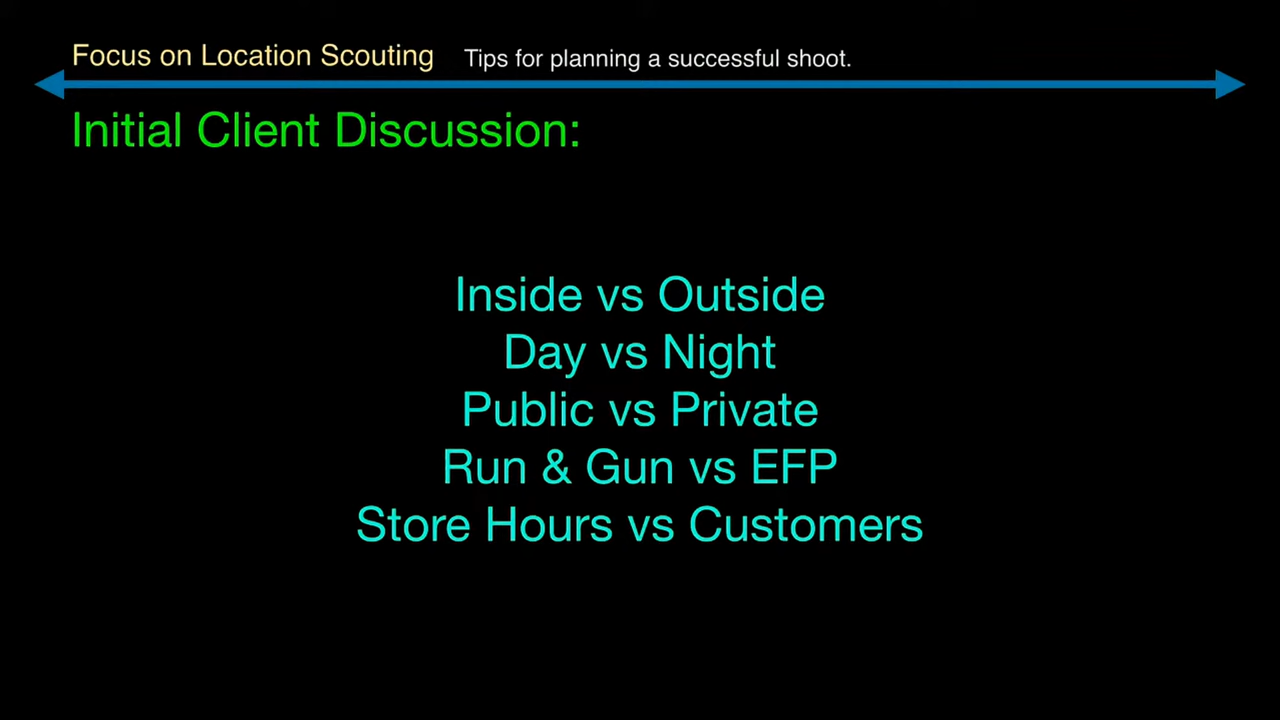 Focus on Location Scouting Tips for planning a successful shoot.
Initial Client Discussion:
Inside vs Outside
Day vs Night
Public vs Private
Run & Gun vs EFP
Store Hours vs Customers